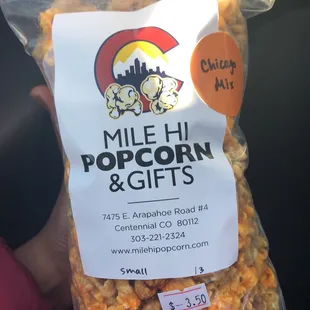 Chicago
Mix
MILE HI
POPCORN
& GIFTS
7475 E. Arapahoe Road #4
Centennial CO 80112
303-221-2324
www.milehipopcorn.com
small 13
$-3.50